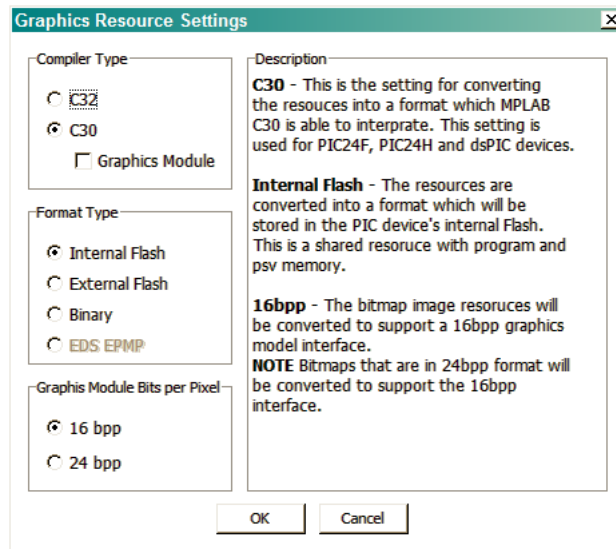 Graphics Resource Settings
Compiler Type
C32
C30
Graphics Module
Format Type
Internal Flash
External Flash
Binary
EDS EPMP
Graphis Module Bits per Pixel
16 bpp
24 bpp
Description
C30 - This is the setting for converting
the resouces into a format which MPLAB
C30 is able to interprate. This setting is
used for PIC24F, PIC24H and dsPIC devices.
Internal Flash - The resources are
converted into a format which will be
stored in the PIC device's internal Flash.
This is a shared resoruce with program and
psv memory.
16bpp - The bitmap image resoruces will
be converted to support a 16bpp graphics
model interface.
NOTE Bitmaps that are in 24bpp format will
be converted to support the 16bpp
interface.
OK
Cancel